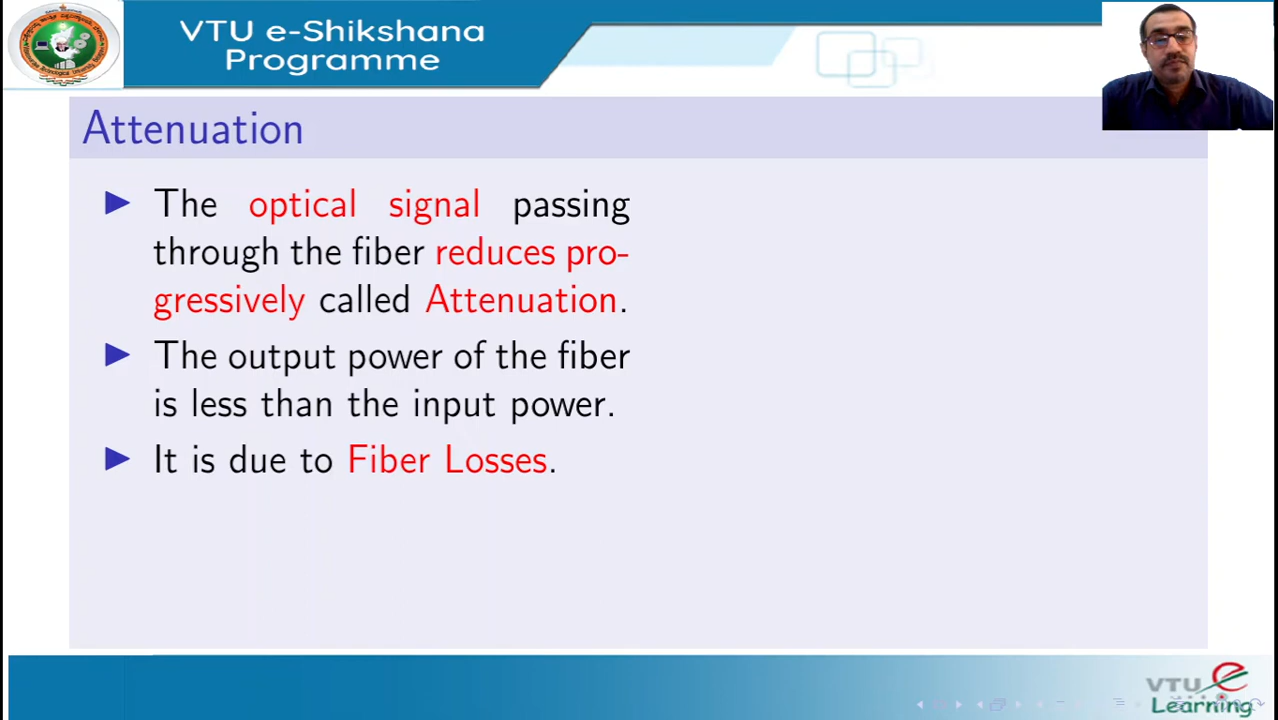 VTU e-Shikshana
Programme
Attenuation
The optical signal passing
through the fiber reduces pro-
gressively called Attenuation.
The output power of the fiber
is less than the input power.
It is due to Fiber Losses.
VTU e
Learning